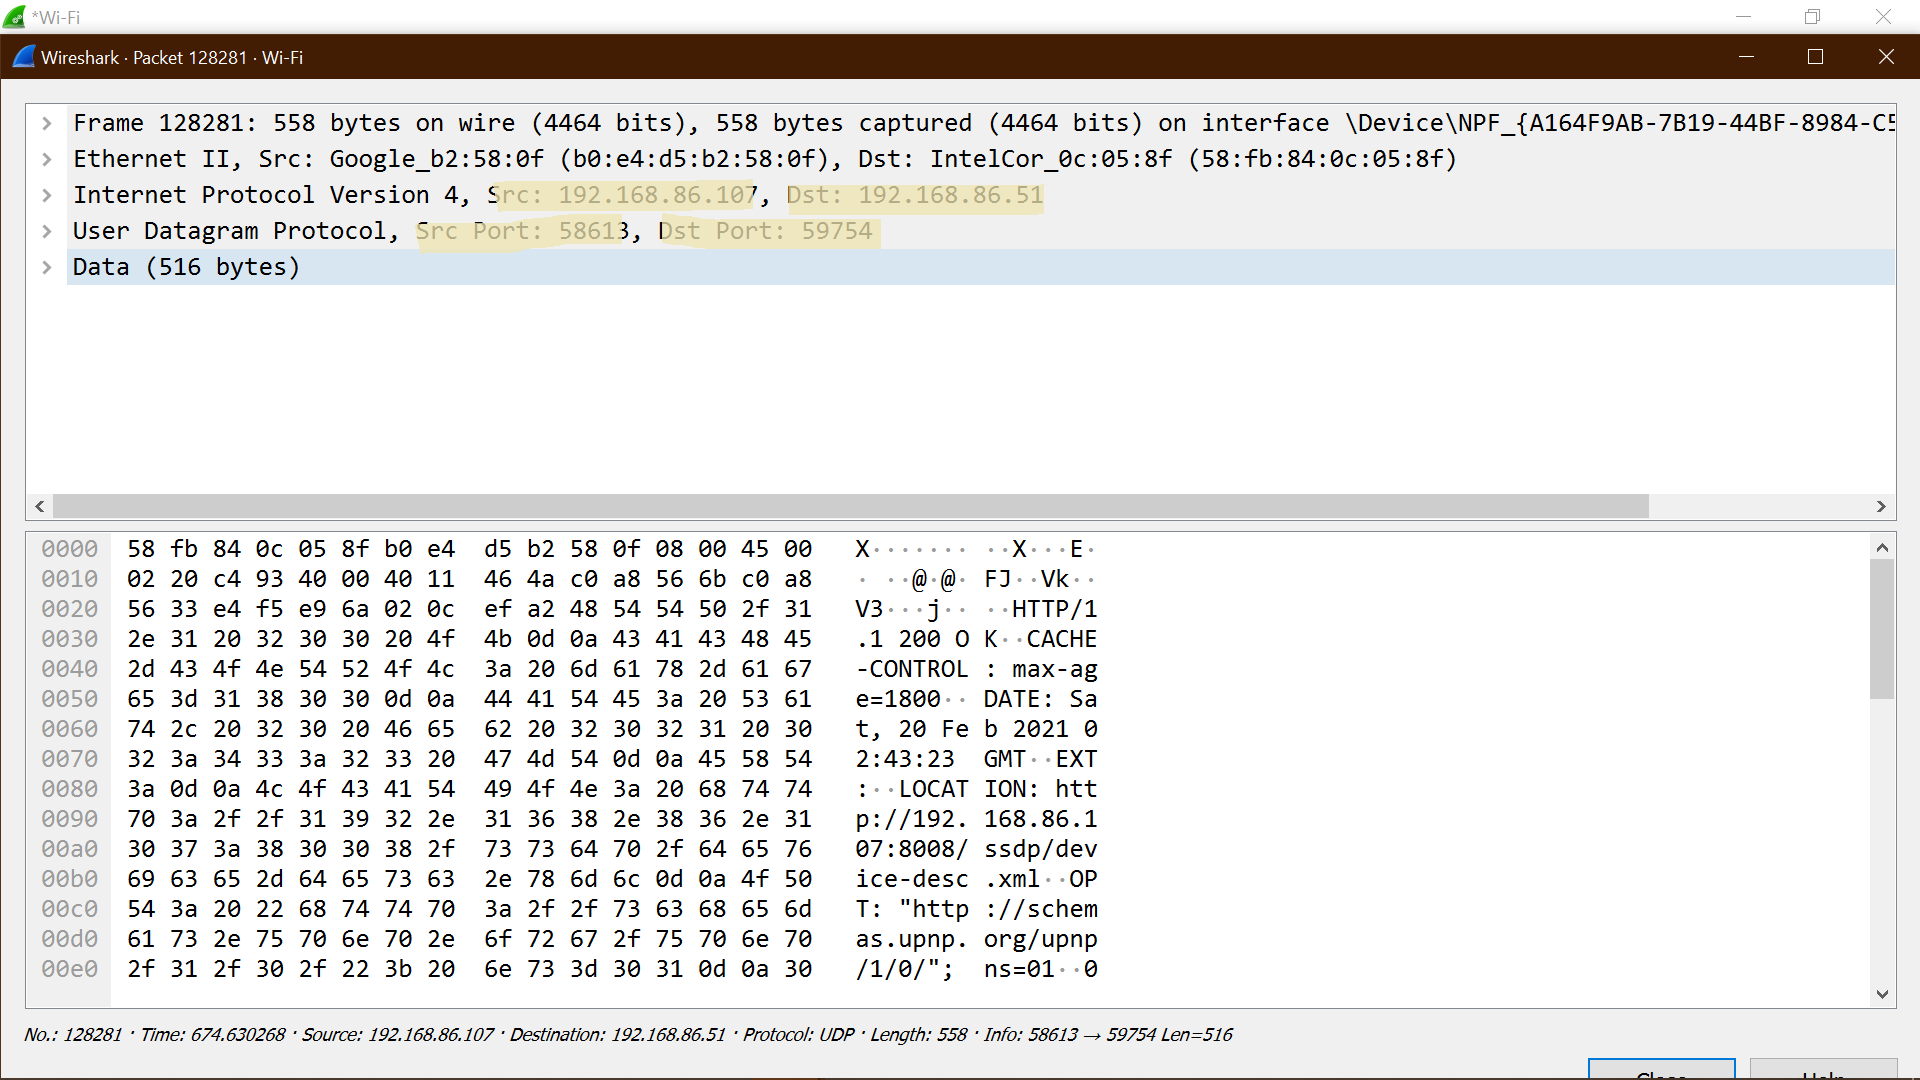 *Wi-Fi
Wireshark · Packet 128281 · Wi-Fi
Frame 128281: 558 bytes on wire (4464 bits), 558 bytes captured (4464 bits) on interface \Device\NPF_{A164F9AB-7B19-44BF-8984-C5
Ethernet II, Src: Google_b2:58:0f (b0:e4:d5:b2:58:0f), Dst: IntelCor_0c:05:8f (58:fb:84:0c:05:8f)
Internet Protocol Version 4, Src: 192.168.86.107, Dst: 192.168.86.51
User Datagram Protocol, Src Port: 58613, Dst Port: 59754
Data (516 bytes)
0000 58 fb 84 0c 05 8f b0 e4 d5 b2 58 0f 08 00 45 00 X······· ··X···E·
0010 02 20 c4 93 40 00 40 11 46 4a c0 a8 56 6b c0 a8 · ··@·@· FJ··Vk··
0020 56 33 e4 f5 e9 6a 02 0c ef a2 48 54 54 50 2f 31 V3···j·· ··HTTP/1
0030 2e 31 20 32 30 30 20 4f 4b 0d 0a 43 41 43 48 45 .1 200 O K··CACHE
0040 2d 43 4f 4e 54 52 4f 4c 3a 20 6d 61 78 2d 61 67 -CONTROL : max-ag
0050 65 3d 31 38 30 30 0d 0a 44 41 54 45 3a 20 53 61 e=1800·· DATE: Sa
0060 74 2c 20 32 30 20 46 65 62 20 32 30 32 31 20 30 t, 20 Fe b 2021 0
0070 32 3a 34 33 3a 32 33 20 47 4d 54 0d 0a 45 58 54 2:43:23 GMT··EXT
0080 3a 0d 0a 4c 4f 43 41 54 49 4f 4e 3a 20 68 74 74 :··LOCAT ION: htt
0090 70 3a 2f 2f 31 39 32 2e 31 36 38 2e 38 36 2e 31 p://192. 168.86.1
00a0 30 37 3a 38 30 30 38 2f 73 73 64 70 2f 64 65 76 07:8008/ ssdp/dev
00b0 69 63 65 2d 64 65 73 63 2e 78 6d 6c 0d 0a 4f 50 ice-desc .xml··OP
00c0 54 3a 20 22 68 74 74 70 3a 2f 2f 73 63 68 65 6d T: "http ://schem
00d0 61 73 2e 75 70 6e 70 2e 6f 72 67 2f 75 70 6e 70 as.upnp. org/upnp
00e0 2f 31 2f 30 2f 22 3b 20 6e 73 3d 30 31 0d 0a 30 /1/0/"; ns=01··0
No.: 128281 · Time: 674.630268 · Source: 192.168.86.107 · Destination: 192.168.86.51 · Protocol: UDP · Length: 558 · Info: 58613 → 59754 Len=516
Close Help